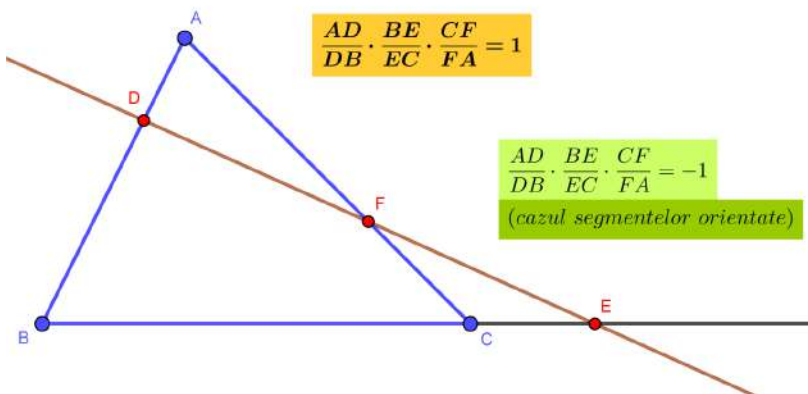 A
AD/DB · BE/EC · CF/FA = 1
D
AD/DB · BE/EC · CF/FA = -1
(cazul segmentelor orientate)
F
E
B
C